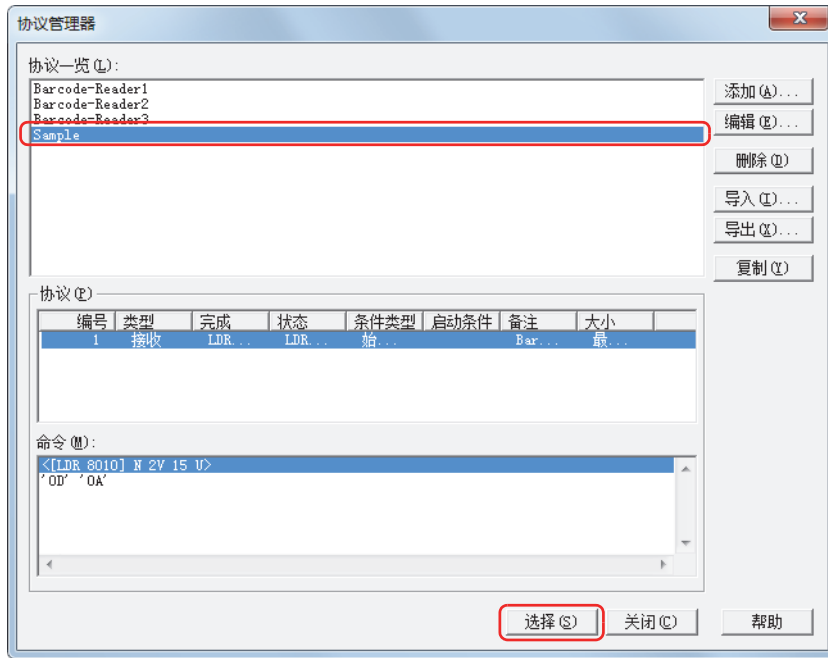 协议管理器
协议一览(L):
Barcode-Reader1
Barcode-Reader2
Barcode-Reader3
Sample
添加(A)...
编辑(E)...
删除(D)
导入(I)...
导出(X)...
复制(Y)
协议(P)
编号 类型 完成 状态 条件类型 启动条件 备注 大小
1 接收 LDR... LDR... 始... Bar... 最...
命令(M):
<[LDR 8010] N 2V 15 U>
'0D' '0A'
选择(S) 关闭(C) 帮助